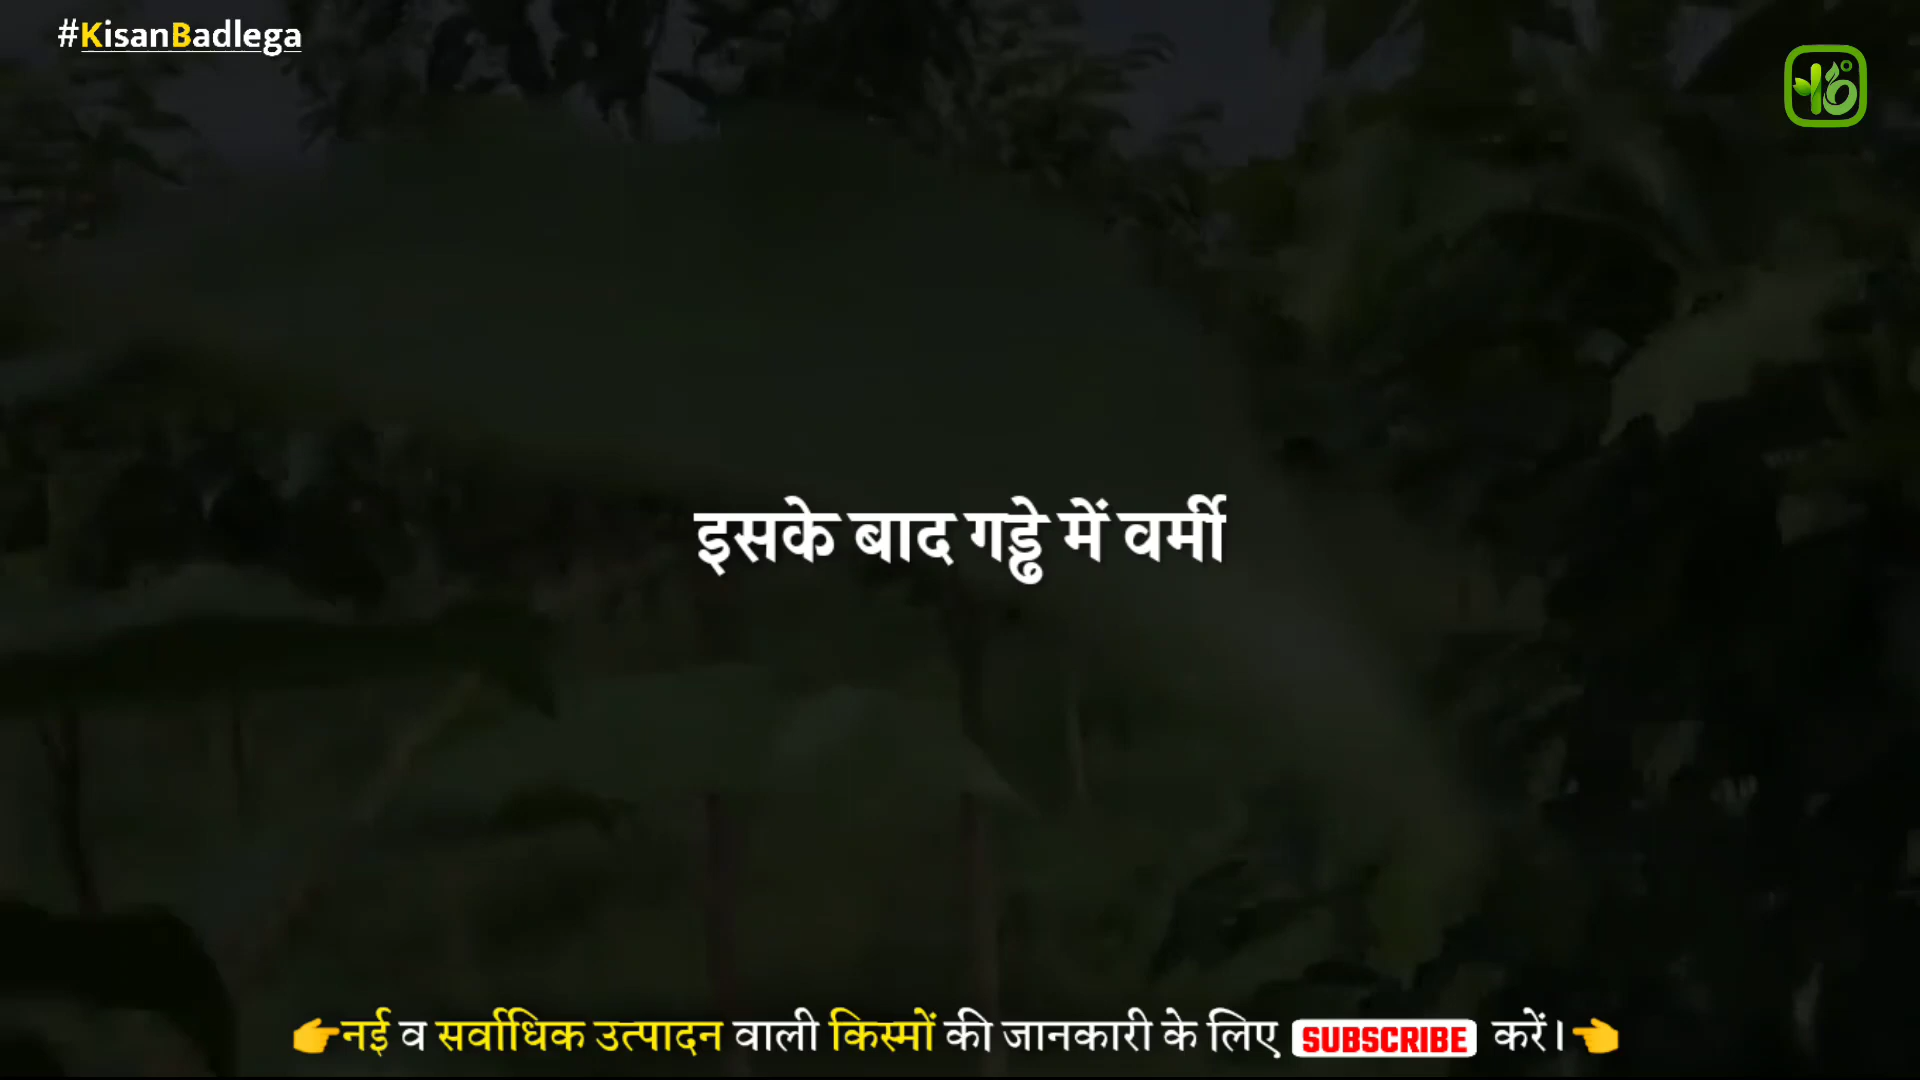 #KisanBadlega
इसके बाद गड्ढे में वर्मी
👉नई व सर्वाधिक उत्पादन वाली किस्मों की जानकारी के लिए SUBSCRIBE करें।👈